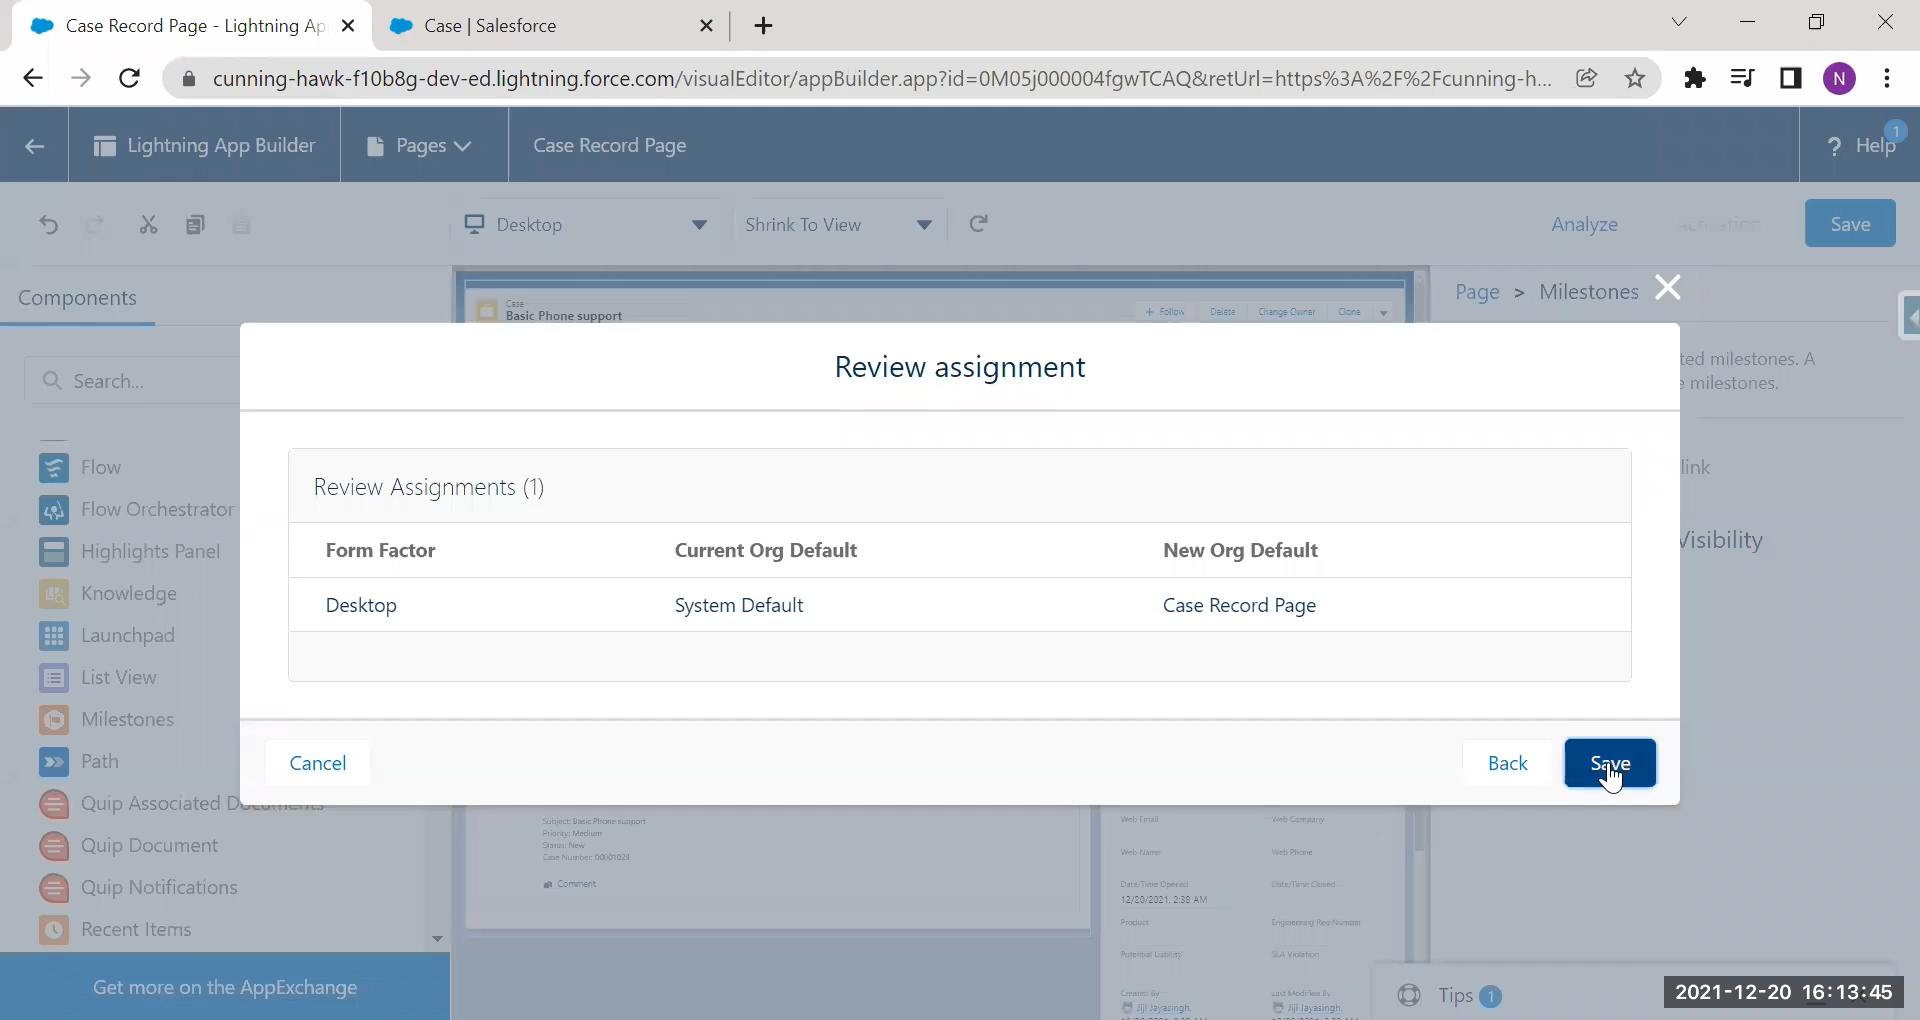 Case Record Page - Lightning Ap
Case | Salesforce
cunning-hawk-f10b8g-dev-ed.lightning.force.com/visualEditor/appBuilder.app?id=0M05j000004fgwTCAQ&retUrl=https%3A%2F%2Fcunning-h...
N
Lightning App Builder
Pages
Case Record Page
? Help
1
Desktop
Shrink To View
Analyze
Activation
Save
Components
Page > Milestones
Case
Basic Phone support
+ Follow
Delete
Change Owner
Clone
Search...
ted milestones. A
e milestones.
Review assignment
Flow
Flow Orchestrator
Highlights Panel
Knowledge
Launchpad
List View
Milestones
Path
Quip Associated Documents
Quip Document
Quip Notifications
Recent Items
Review Assignments (1)
Form Factor
Current Org Default
New Org Default
Desktop
System Default
Case Record Page
link
Visibility
Cancel
Back
Save
Subject: Basic Phone support
Priority: Medium
Status: New
Case Number: 00001029
Comment
Web Email
Web Company
Web Name
Web Phone
Date/Time Opened
Date/Time Closed
12/20/2021, 2:38 AM
Product
Engineering Req Number
Potential Liability
SLA Violation
Created By
Last Modified By
Jiji Jayasingh,
Jiji Jayasingh,
Get more on the AppExchange
Tips 1
2021-12-20 16:13:45